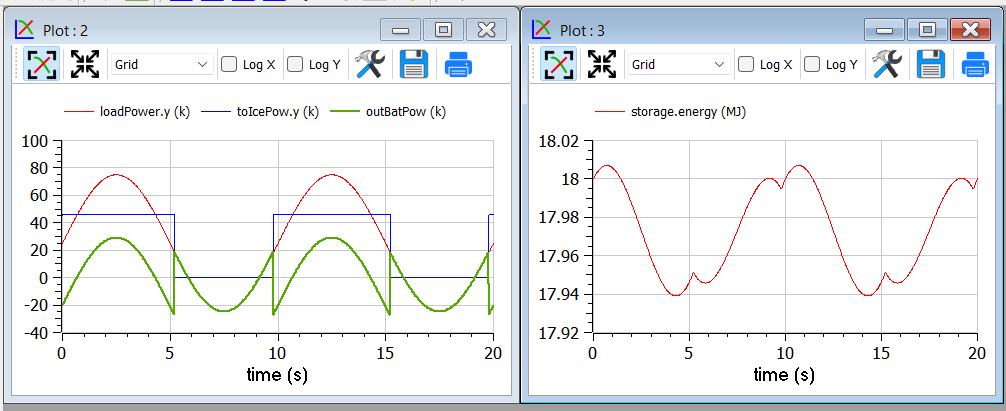 Plot : 2
Grid
Log X
Log Y
loadPower.y (k)
toIcePow.y (k)
outBatPow (k)
100
80
60
40
20
0
-20
-40
0
5
10
15
20
time (s)
Plot : 3
Grid
Log X
Log Y
storage.energy (MJ)
18.02
18
17.98
17.96
17.94
17.92
0
5
10
15
20
time (s)